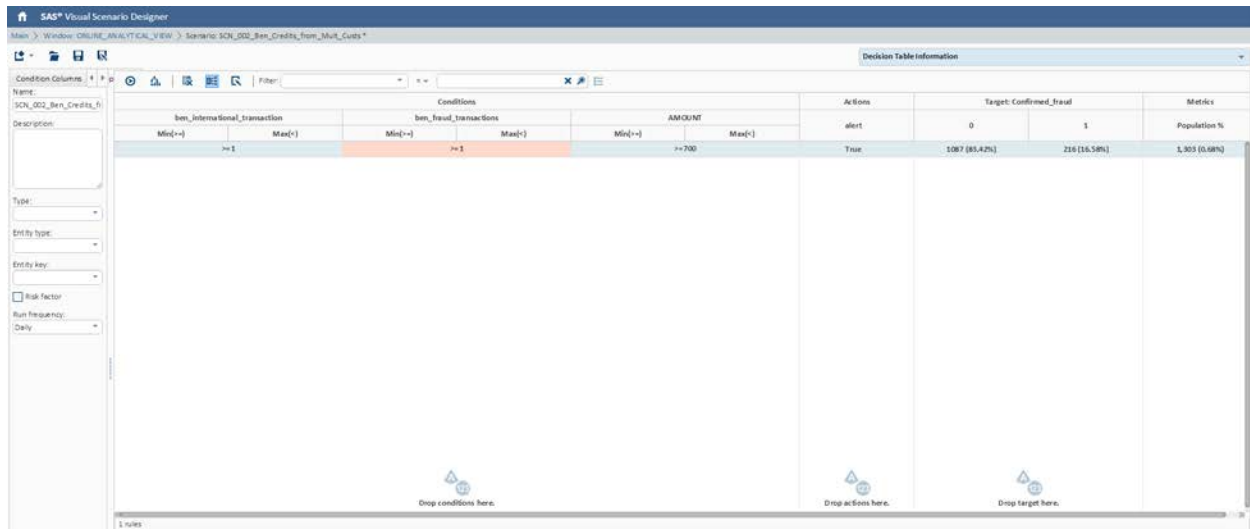 SAS® Visual Scenario Designer
Main > Window: ONLINE_ANALYTICAL_VIEW > Scenario: SCN_002_Ben_Credits_from_Mult_Custs *
Decision Table Information
Condition Columns
Filter:
Name:
SCN_002_Ben_Credits_fr
Description:
Type:
Entity type:
Entity key:
Risk factor
Run frequency:
Daily
Conditions Actions Target: Confirmed_fraud Metrics
ben_international_transaction ben_fraud_transactions AMOUNT alert 0 1 Population %
Min(>=) Max(<) Min(>=) Max(<) Min(>=) Max(<)
>=1 >=1 >=700 True 1087 (83.42%) 216 (16.58%) 1,303 (0.68%)
Drop conditions here. Drop actions here. Drop target here.
1 rules